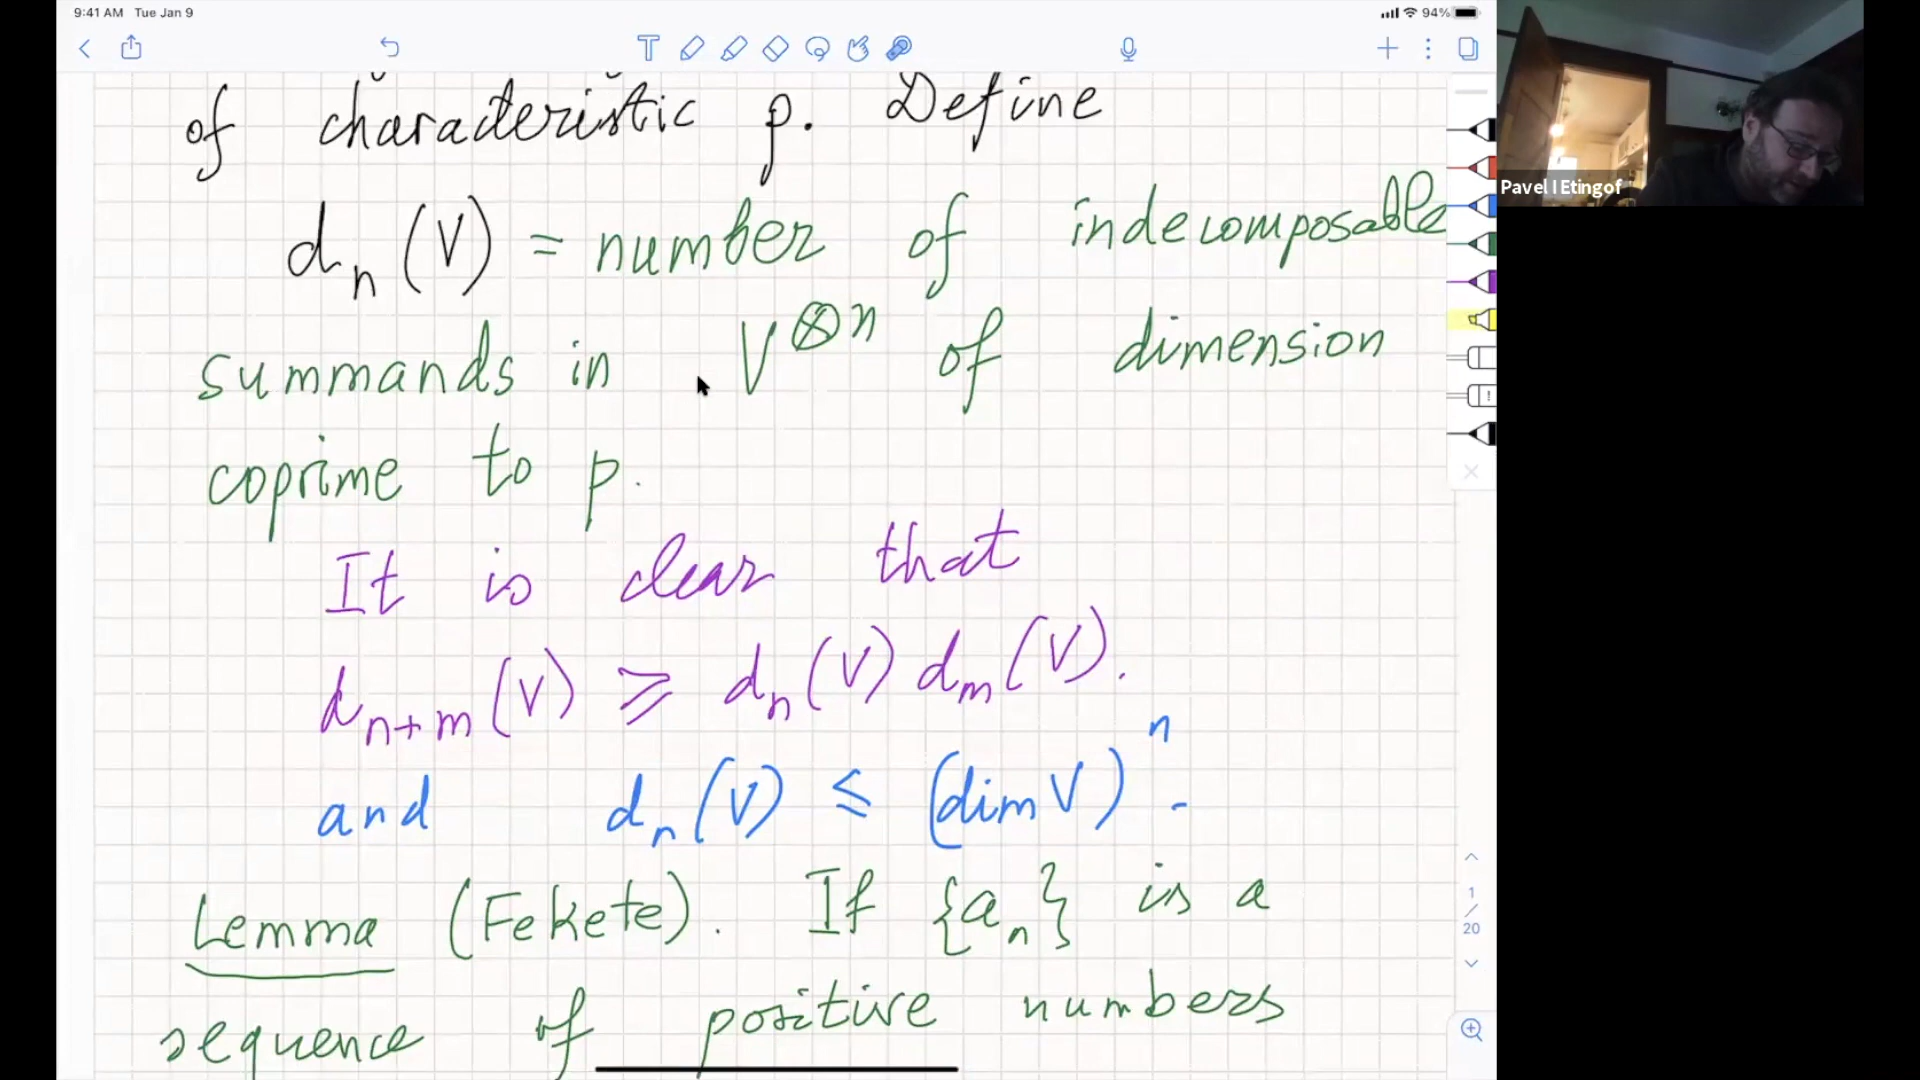 9:41 AM Tue Jan 9
94%
of characteristic p. Define
d_n (V) = number of indecomposable
summands in V^{⊗n} of dimension
coprime to p.
It is clear that
d_{n+m} (V) ⩾ d_n (V) d_m (V).
and d_n (V) ≤ (dim V)^n.
Lemma (Fekete). If {a_n} is a
sequence of positive numbers
1
/
20
Pavel I Etingof